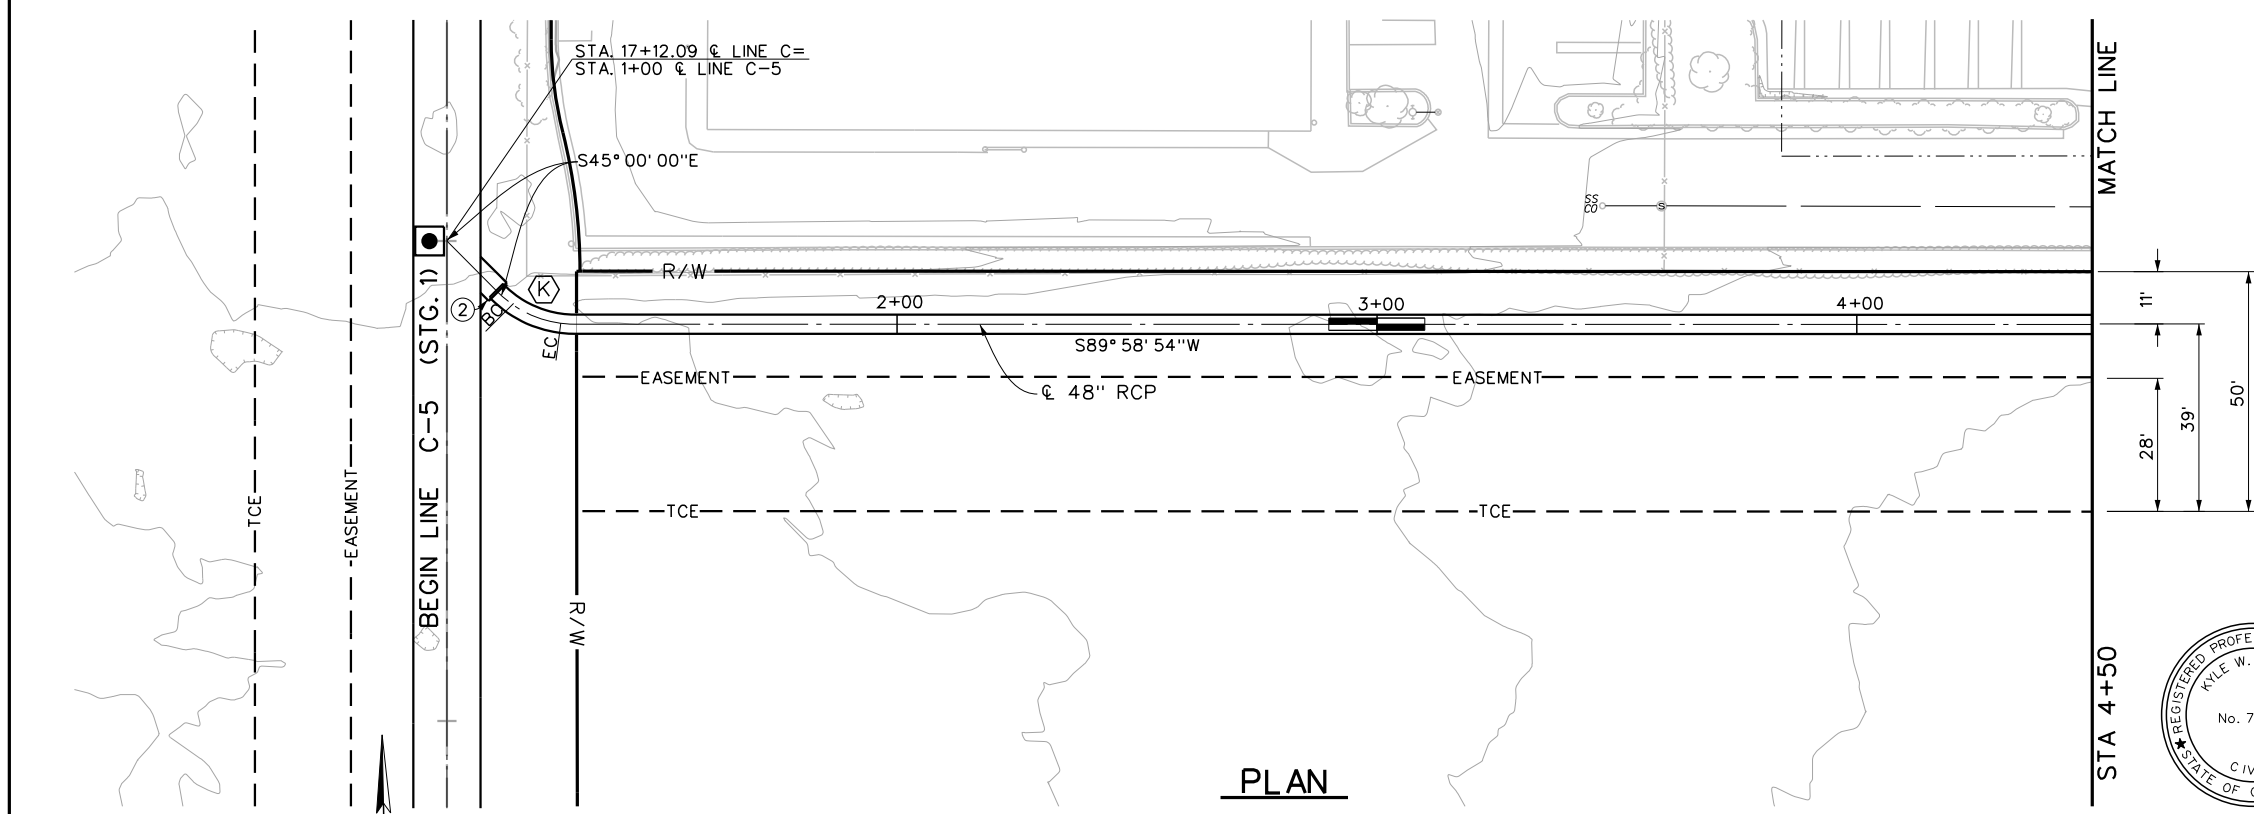 STA. 17+12.09 ℄ LINE C=
STA. 1+00 ℄ LINE C-5
S45°00'00"E
MATCH LINE
SS
CO
S
R/W
K
2
BC
EC
2+00
3+00
4+00
11'
S89°58'54"W
EASEMENT
EASEMENT
℄ 48" RCP
28'
39'
50'
BEGIN LINE C-5 (STG. 1)
TCE
EASEMENT
TCE
TCE
R/W
STA 4+50
PLAN
REGISTERED PROFE
KYLE W.
No. 7
CIV
STATE OF C